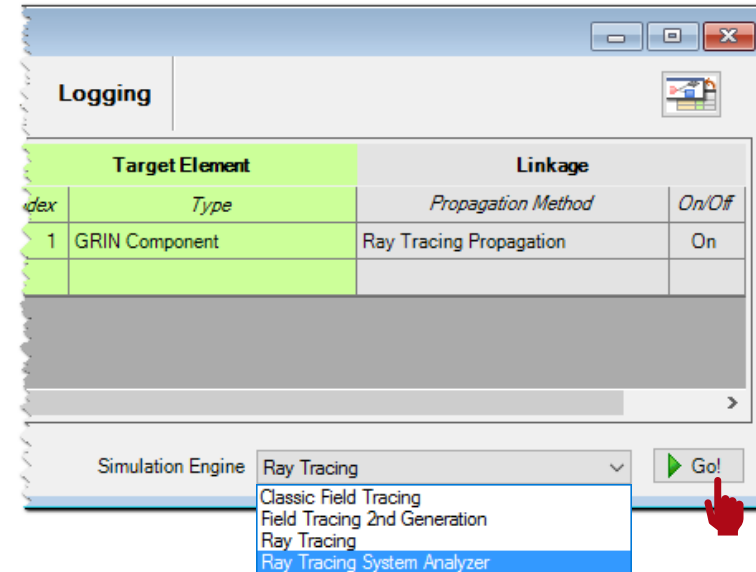 Logging
Target Element Linkage
dex Type Propagation Method On/Off
1 GRIN Component Ray Tracing Propagation On
Simulation Engine Ray Tracing Go!
Classic Field Tracing
Field Tracing 2nd Generation
Ray Tracing
Ray Tracing System Analyzer